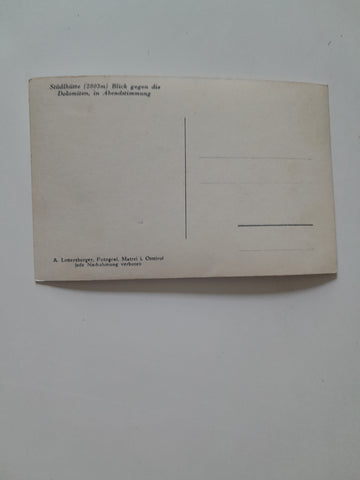 Stüdlhütte (2803m) Blick gegen die
Dolomiten, in Abendstimmung
A. Lottersberger, Fotograf, Matrei i. Osttirol
Jede Nachahmung verboten